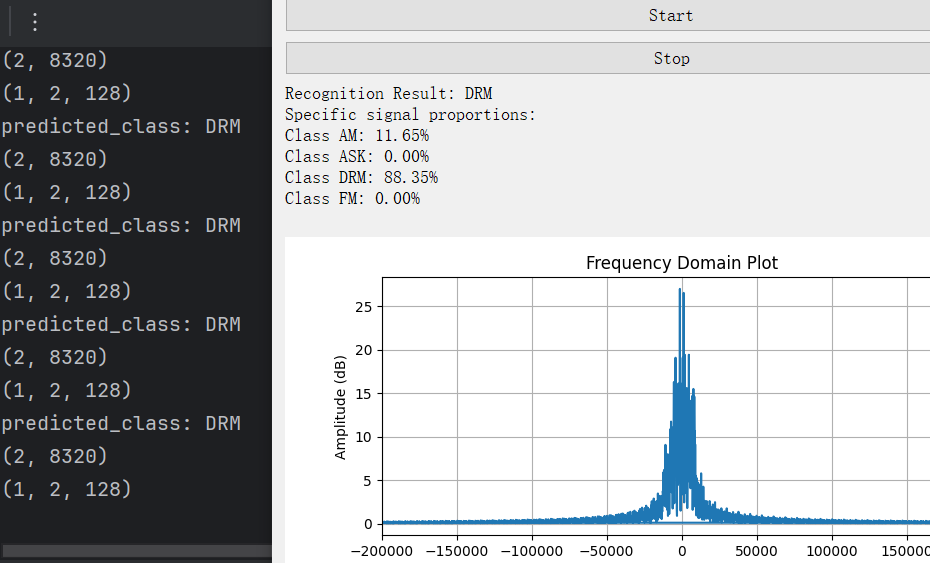 (2, 8320)
(1, 2, 128)
predicted_class: DRM
(2, 8320)
(1, 2, 128)
predicted_class: DRM
(2, 8320)
(1, 2, 128)
predicted_class: DRM
(2, 8320)
(1, 2, 128)
predicted_class: DRM
(2, 8320)
(1, 2, 128)
Start
Stop
Recognition Result: DRM
Specific signal proportions:
Class AM: 11.65%
Class ASK: 0.00%
Class DRM: 88.35%
Class FM: 0.00%
Frequency Domain Plot
Amplitude (dB)
25
20
15
10
5
0
−200000 −150000 −100000 −50000 0 50000 100000 150000